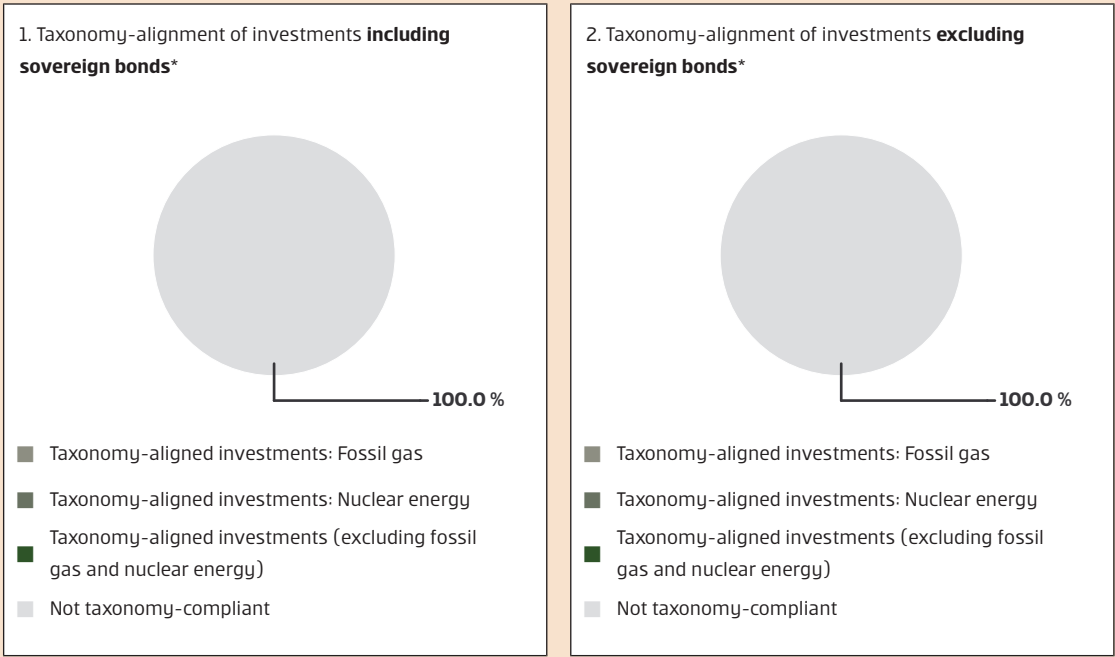 1. Taxonomy-alignment of investments including
sovereign bonds*
100.0 %
Taxonomy-aligned investments: Fossil gas
Taxonomy-aligned investments: Nuclear energy
Taxonomy-aligned investments (excluding fossil
gas and nuclear energy)
Not taxonomy-compliant
2. Taxonomy-alignment of investments excluding
sovereign bonds*
100.0 %
Taxonomy-aligned investments: Fossil gas
Taxonomy-aligned investments: Nuclear energy
Taxonomy-aligned investments (excluding fossil
gas and nuclear energy)
Not taxonomy-compliant